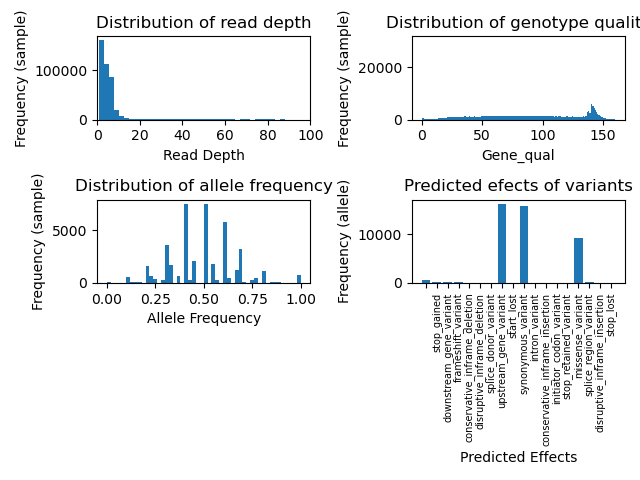 Distribution of read depth
Frequency (sample)
100000
0
0 20 40 60 80 100
Read Depth
Distribution of genotype qualit
Frequency (sample)
20000
0
0 50 100 150
Gene_qual
Distribution of allele frequency
Frequency (sample)
5000
0
0.00 0.25 0.50 0.75 1.00
Allele Frequency
Predicted efects of variants
Frequency (allele)
10000
0
stop_gained
downstream_gene_variant
frameshift_variant
conservative_inframe_deletion
disruptive_inframe_deletion
splice_donor_variant
upstream_gene_variant
start_lost
synonymous_variant
intron_variant
conservative_inframe_insertion
initiator_codon_variant
stop_retained_variant
missense_variant
splice_region_variant
disruptive_inframe_insertion
stop_lost
Predicted Effects